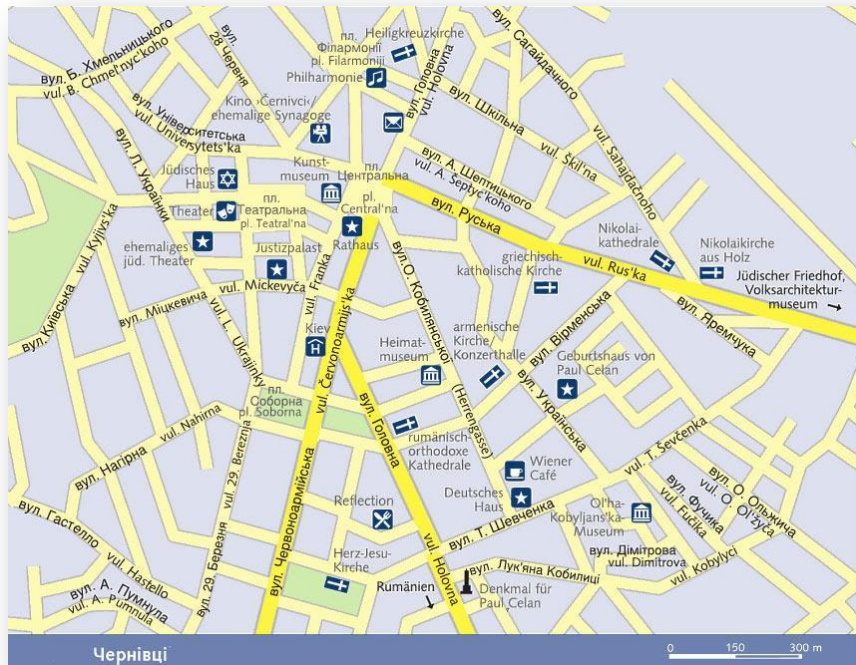 вул. Б. Хмельницького
vul. B. Chmel'nyc'koho
вул.
28 Червня
пл.
Філармонії
pl. Filarmoniji
Philharmonie
Heiligkreuzkirche
вул. Головна
vul. Holovna
вул. Сагайдачного
vul. Sahajdačnoho
вул. Університетська
vul. Universytets'ka
Kino ›Černivci‹/
ehemalige Synagoge
вул. Шкільна
vul. Škil'na
вул. А. Шептицького
vul. A. Šeptyc'koho
вул. Л. Українки
vul. L. Ukrajinky
Jüdisches
Haus
Kunst-
museum
пл.
Центральна
pl.
Central'na
Theater
пл.
Театральна
pl. Teatral'na
Rathaus
вул. Руська
vul. Rus'ka
ehemaliges
jüd. Theater
Justizpalast
vul. Franka
Nikolai-
kathedrale
Nikolaikirche
aus Holz
griechisch-
katholische Kirche
Jüdischer Friedhof,
Volksarchitektur-
museum
vul. Kyjivs'ka
вул.Київська
vul. Mickevyča
вул. Міцкевича
вул.О. Кобилянської
(Herrengasse)
вул. Вірменська
вул. Яремчука
Kiev
Heimat-
museum
armenische
Kirche/
Konzerthalle
Geburtshaus von
Paul Celan
vul. Červonoarmijs'ka
вул. Червоноармійська
пл.
Соборна
pl. Soborna
вул. Українська
vul. Nahirna
вул. Нагірна
вул. Головна
vul. Holovna
rumänisch-
orthodoxe
Kathedrale
vul. 29. Bereznja
вул. 29. Березня
Wiener
Café
Deutsches
Haus
vul. T. Ševčenka
вул. Т. Шевченка
вул. О. Ольжича
vul. O. Ol'žyča
вул. Фучика
vul. Fučika
Reflection
Ol'ha-
Kobyljans'ka-
Museum
вул. Гастелло
vul. Hastello
Herz-Jesu-
Kirche
вул. Дімітрова
vul. Dimitrova
вул. Лук'яна Кобилиці
vul. Kobylyci
вул. А. Пумнула
vul. A. Pumnula
Rumänien
Denkmal für
Paul Celan
Чернівці
0 150 300 m